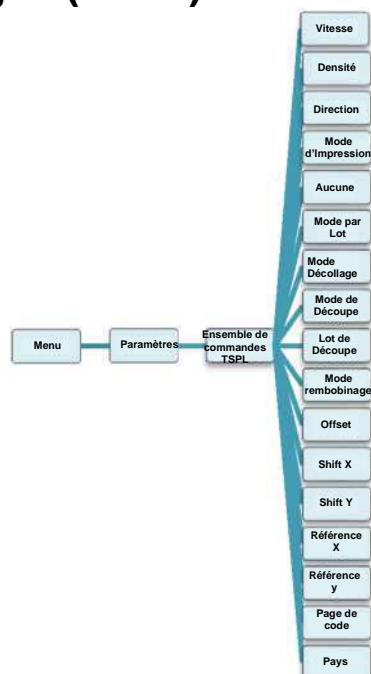 Vitesse
Densité
Direction
Mode
d'Impression
Aucune
Mode par
Lot
Mode
Décollage
Mode de
Découpe
Menu
Paramètres
Ensemble de
commandes
TSPL
Lot de
Découpe
Mode
rembobinage
Offset
Shift X
Shift Y
Référence
X
Référence
y
Page de
code
Pays